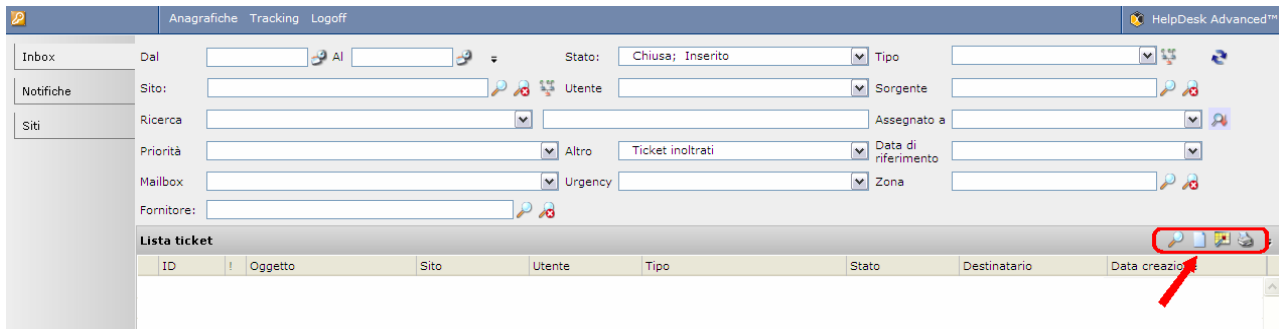 Anagrafiche Tracking Logoff HelpDesk Advanced™
Inbox
Notifiche
Siti
Dal Al Stato: Chiusa; Inserito Tipo
Sito: Utente Sorgente
Ricerca Assegnato a
Priorità Altro Ticket inoltrati Data di riferimento
Mailbox Urgency Zona
Fornitore:
Lista ticket
ID ! Oggetto Sito Utente Tipo Stato Destinatario Data creazione